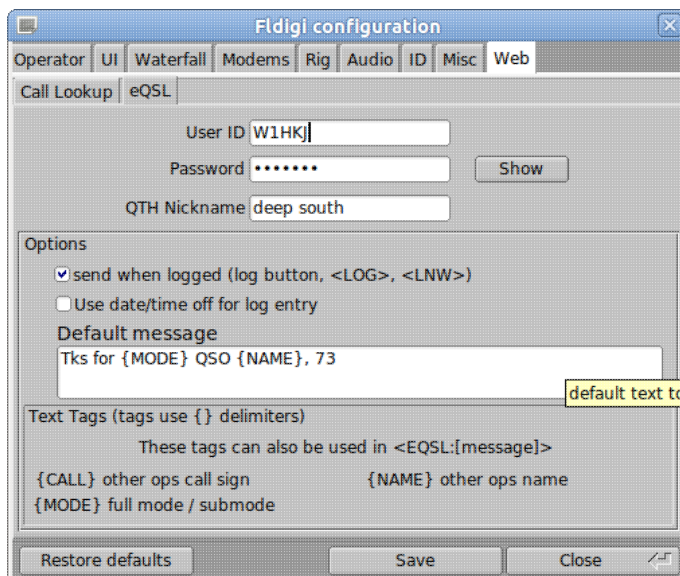 Fldigi configuration
Operator UI Waterfall Modems Rig Audio ID Misc Web
Call Lookup eQSL
User ID W1HKJ
Password ••••••• Show
QTH Nickname deep south
Options
send when logged (log button, <LOG>, <LNW>)
Use date/time off for log entry
Default message
Tks for {MODE} QSO {NAME}, 73
default text to
Text Tags (tags use {} delimiters)
These tags can also be used in <EQSL:[message]>
{CALL} other ops call sign {NAME} other ops name
{MODE} full mode / submode
Restore defaults Save Close